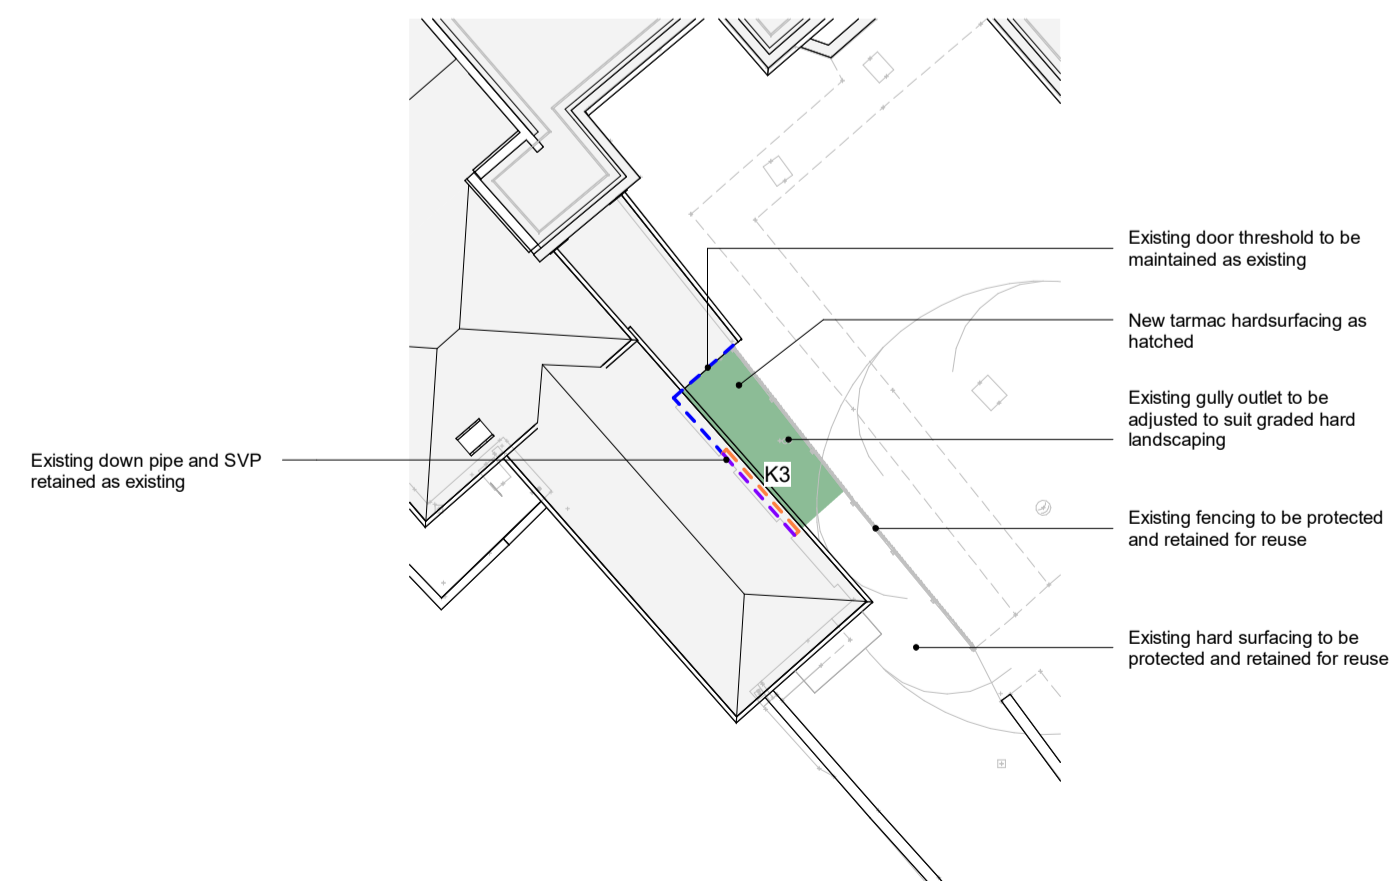 Existing door threshold to be
maintained as existing
New tarmac hardsurfacing as
hatched
Existing gully outlet to be
adjusted to suit graded hard
landscaping
Existing down pipe and SVP
retained as existing
K3
Existing fencing to be protected
and retained for reuse
Existing hard surfacing to be
protected and retained for reuse